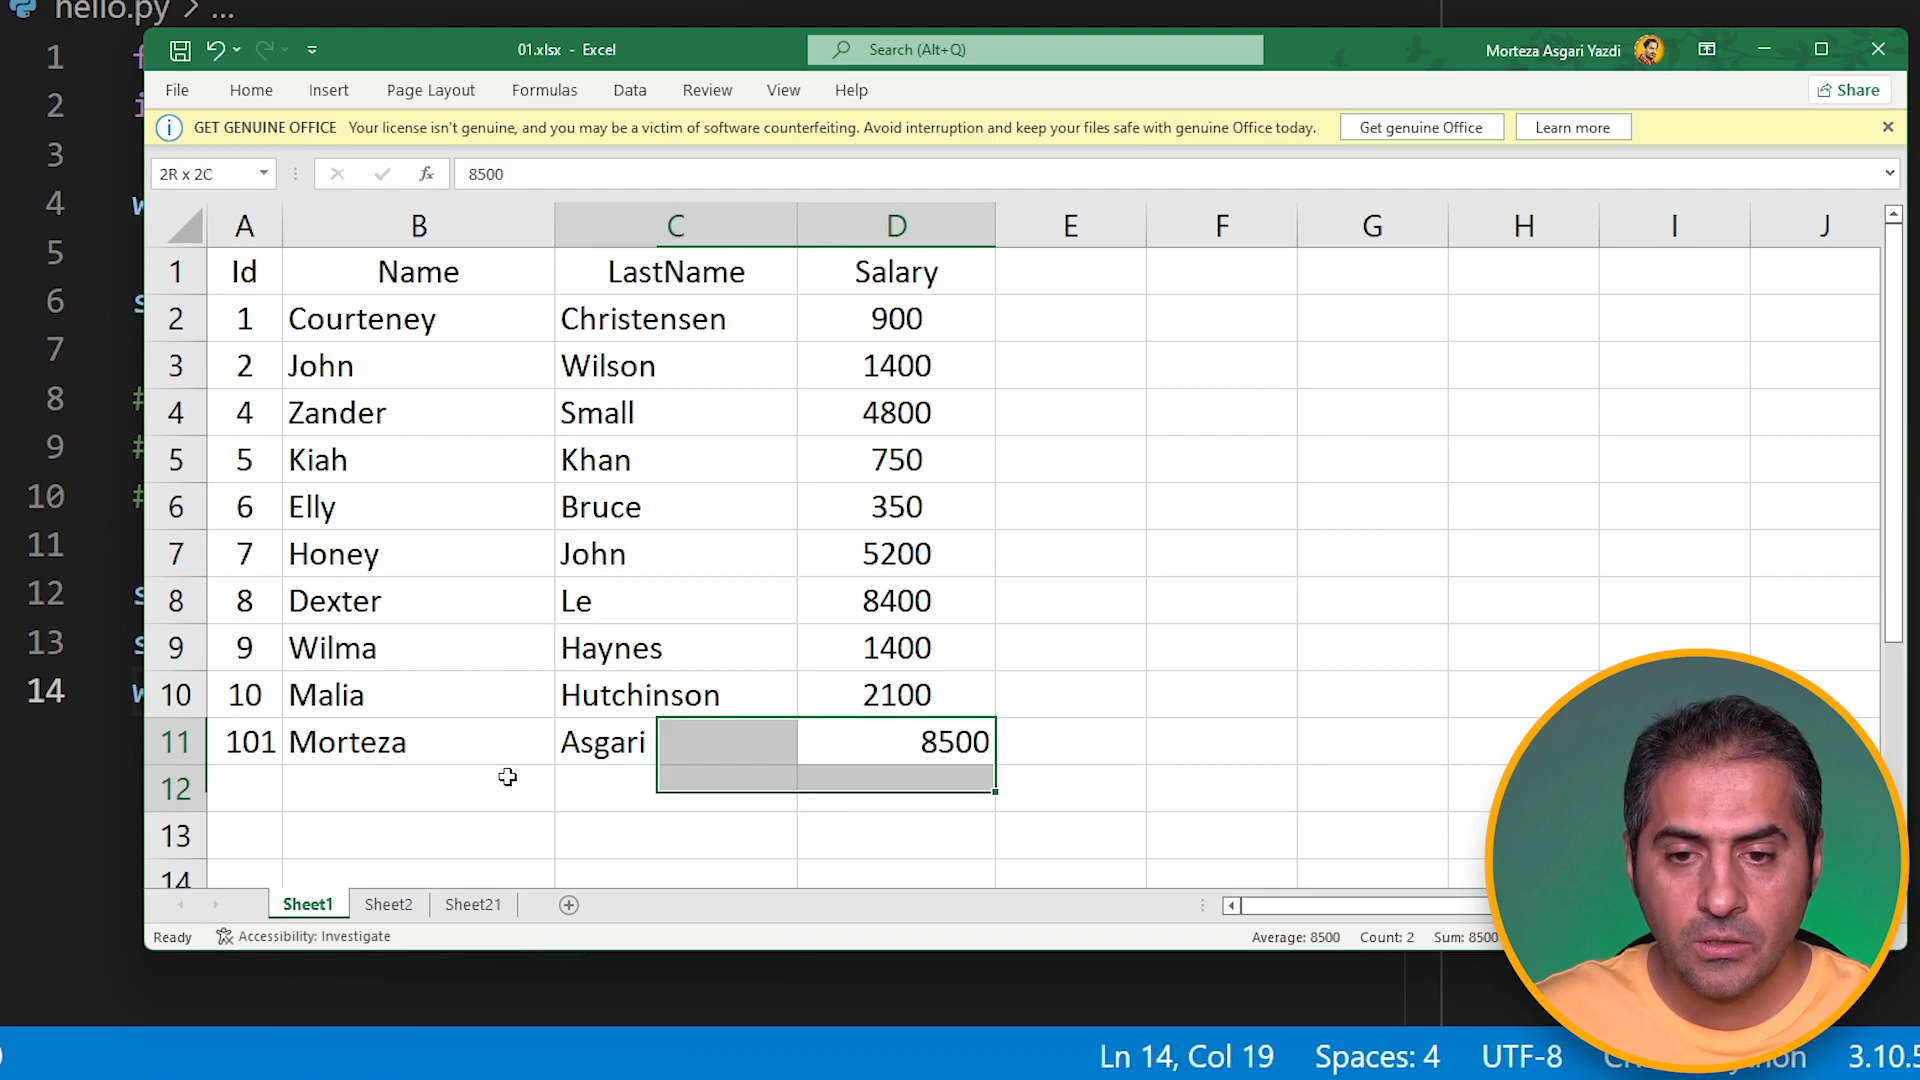 hello.py > ...
01.xlsx - Excel
Search (Alt+Q)
Morteza Asgari Yazdi
File Home Insert Page Layout Formulas Data Review View Help
Share
GET GENUINE OFFICE Your license isn't genuine, and you may be a victim of software counterfeiting. Avoid interruption and keep your files safe with genuine Office today.
Get genuine Office
Learn more
2R x 2C
fx
8500
A B C D E F G H I J
1 Id Name LastName Salary
2 1 Courteney Christensen 900
3 2 John Wilson 1400
4 4 Zander Small 4800
5 5 Kiah Khan 750
6 6 Elly Bruce 350
7 7 Honey John 5200
8 8 Dexter Le 8400
9 9 Wilma Haynes 1400
10 10 Malia Hutchinson 2100
11 101 Morteza Asgari 8500
12
13
14
Sheet1 Sheet2 Sheet21
Ready
Accessibility: Investigate
Average: 8500 Count: 2 Sum: 8500
1
2
3
4
5
6
7
8 #
9 #
10 #
11
12
13
14
Ln 14, Col 19 Spaces: 4 UTF-8